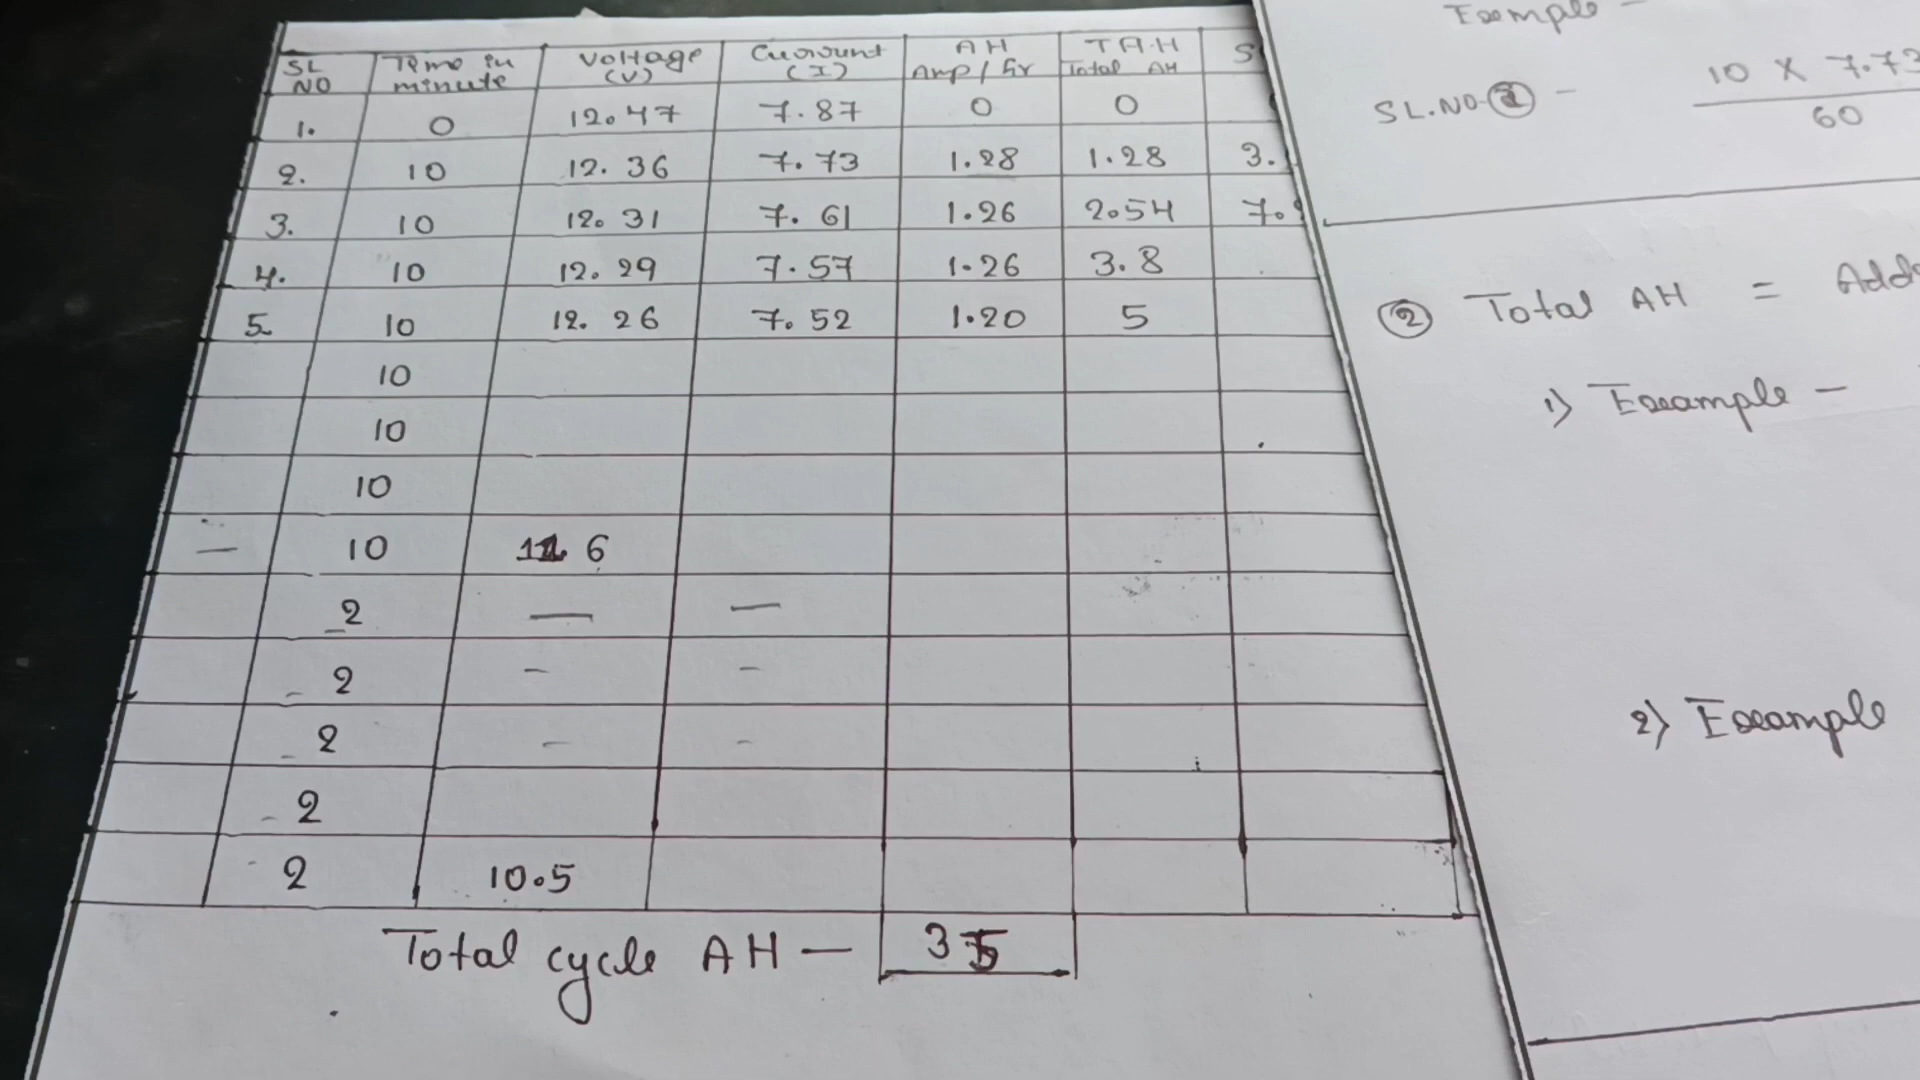 SL NO Time in minute Voltage (V) Current (I) AH Amp/hr T A.H Total AH S
1. 0 12.47 7.87 0 0
2. 10 12.36 7.73 1.28 1.28 3.
3. 10 12.31 7.61 1.26 2.54 7.
4. 10 12.29 7.57 1.26 3.8
5. 10 12.26 7.52 1.20 5
10
10
10
— 10 6
2 — —
2 – –
2 – –
2
2 10.5
Total cycle AH — 35
Example –
SL.NO- – 10 X 7.73
60
② Total AH =
1) Example –
2) Example